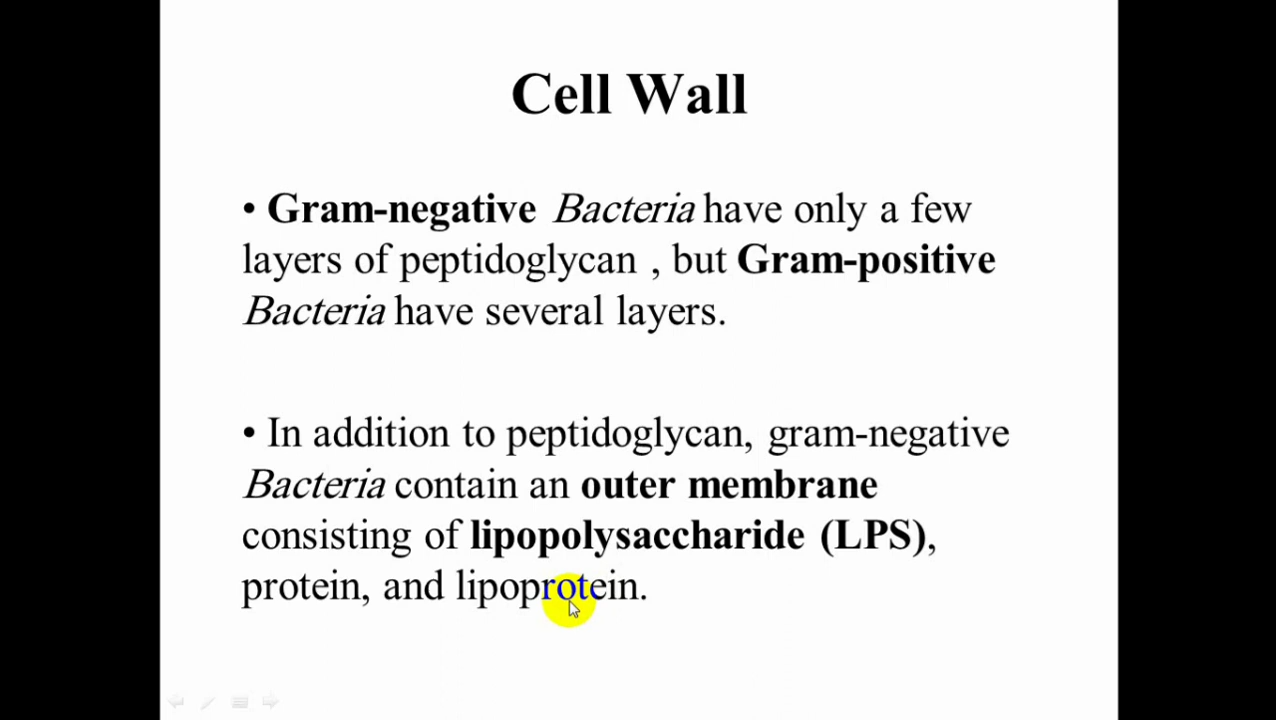 Cell Wall
• Gram-negative Bacteria have only a few
layers of peptidoglycan , but Gram-positive
Bacteria have several layers.
• In addition to peptidoglycan, gram-negative
Bacteria contain an outer membrane
consisting of lipopolysaccharide (LPS),
protein, and lipoprotein.